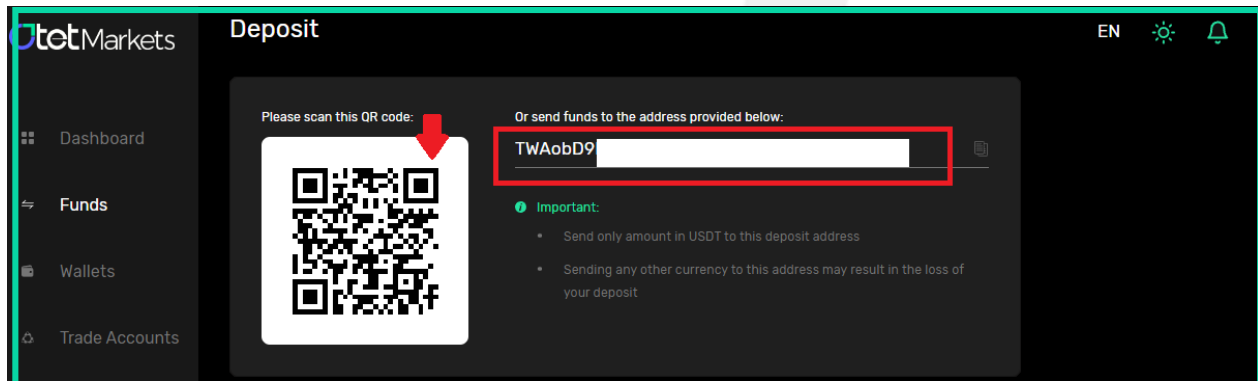 OtetMarkets
Deposit
EN
Dashboard
Funds
Wallets
Trade Accounts
Please scan this QR code:
Or send funds to the address provided below:
TWAobD9
Important:
Send only amount in USDT to this deposit address
Sending any other currency to this address may result in the loss of
your deposit